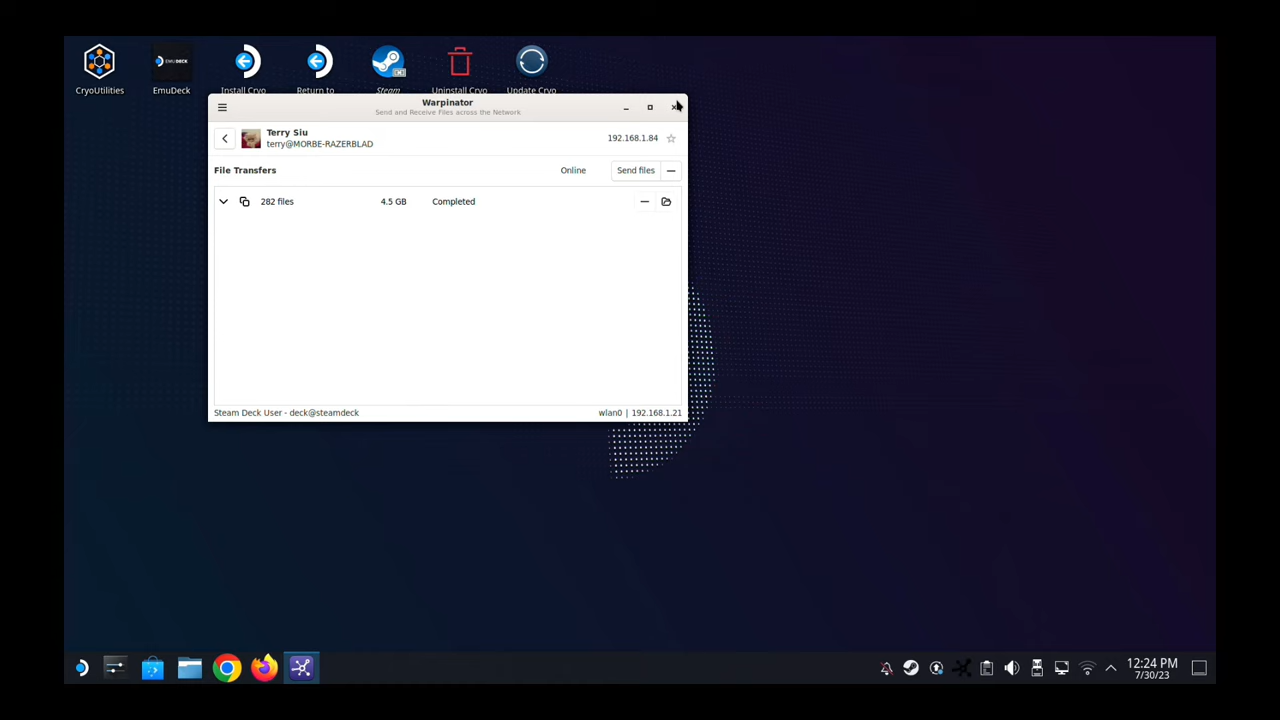 CryoUtilities
EmuDeck
Install Cryo
Return to
Steam
Uninstall Cryo
Update Cryo
EMUDECK
Warpinator
Send and Receive Files across the Network
Terry Siu
terry@MORBE-RAZERBLAD
192.168.1.84
File Transfers
Online
Send files
282 files
4.5 GB
Completed
Steam Deck User - deck@steamdeck
wlan0 | 192.168.1.21
12:24 PM
7/30/23